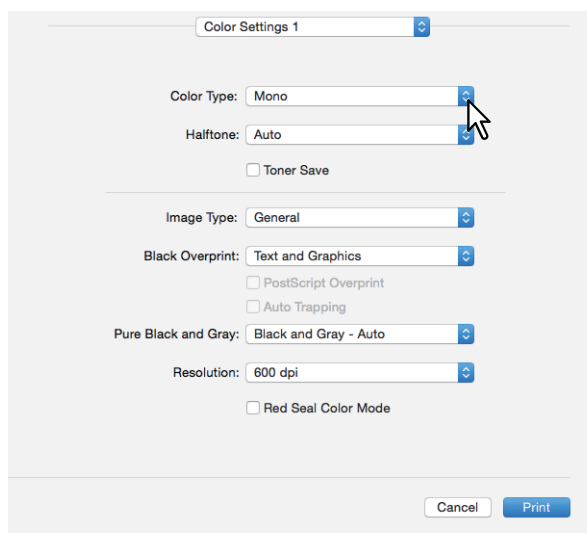 Color Settings 1
Color Type: Mono
Halftone: Auto
Toner Save
Image Type: General
Black Overprint: Text and Graphics
PostScript Overprint
Auto Trapping
Pure Black and Gray: Black and Gray - Auto
Resolution: 600 dpi
Red Seal Color Mode
Cancel Print